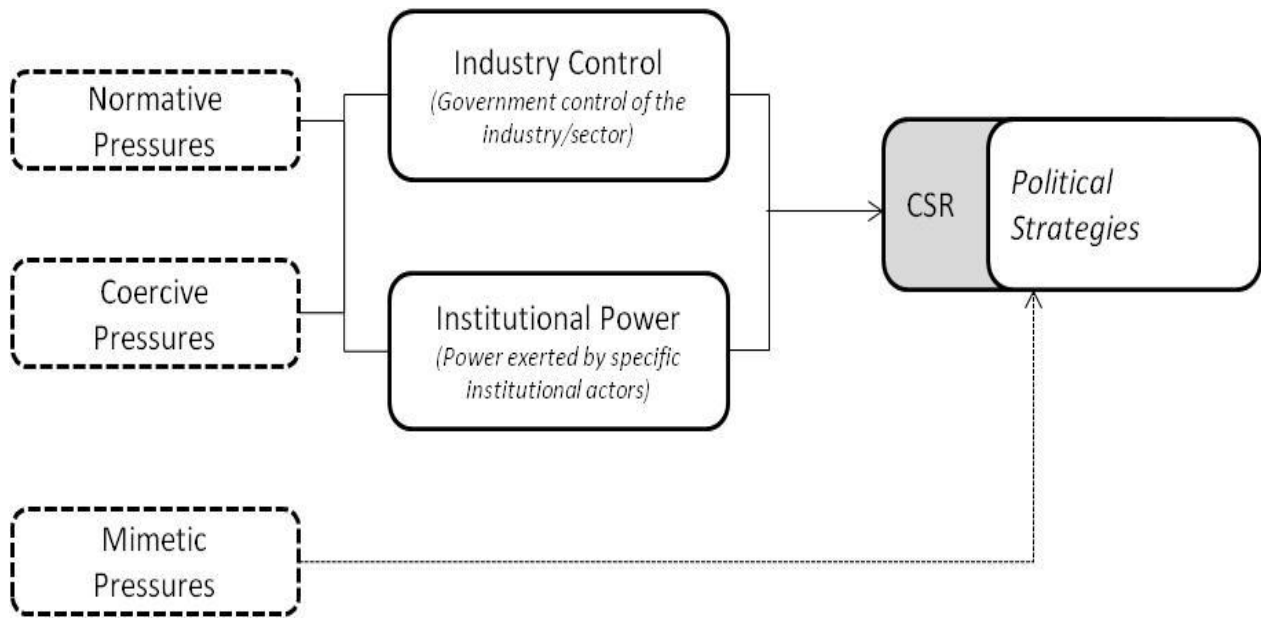 Normative
Pressures
Industry Control
(Government control of the
industry/sector)
Coercive
Pressures
Institutional Power
(Power exerted by specific
institutional actors)
CSR
Political
Strategies
Mimetic
Pressures